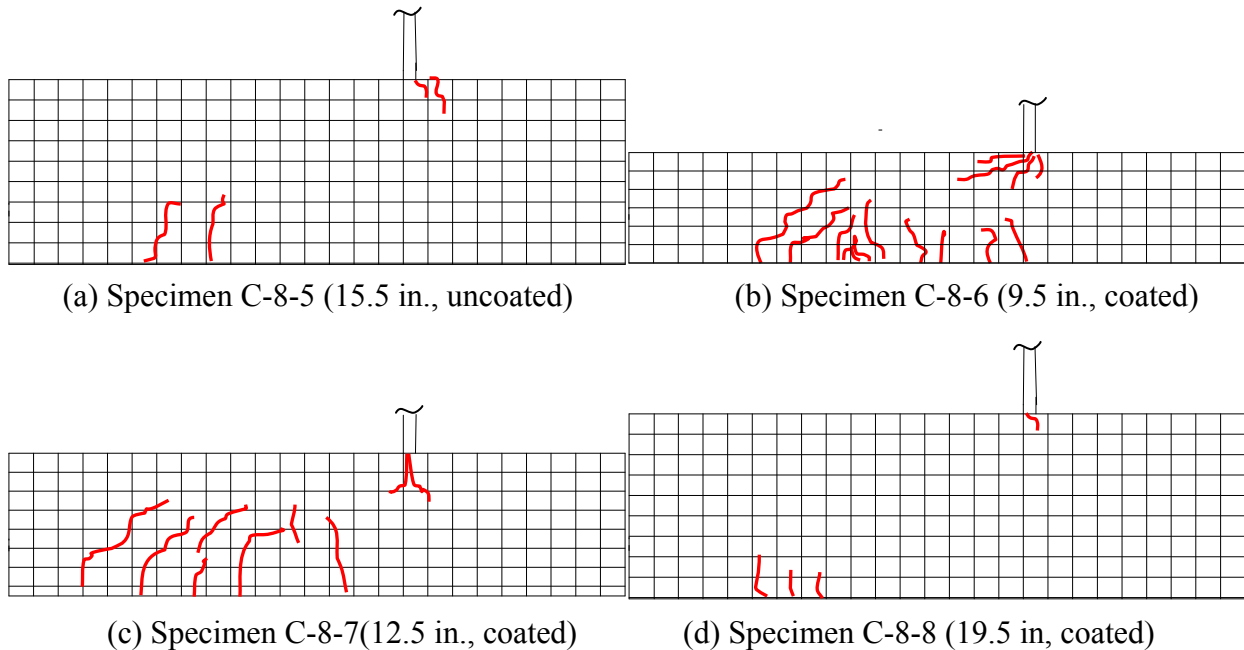 (a) Specimen C-8-5 (15.5 in., uncoated)
(b) Specimen C-8-6 (9.5 in., coated)
(c) Specimen C-8-7(12.5 in., coated)
(d) Specimen C-8-8 (19.5 in, coated)